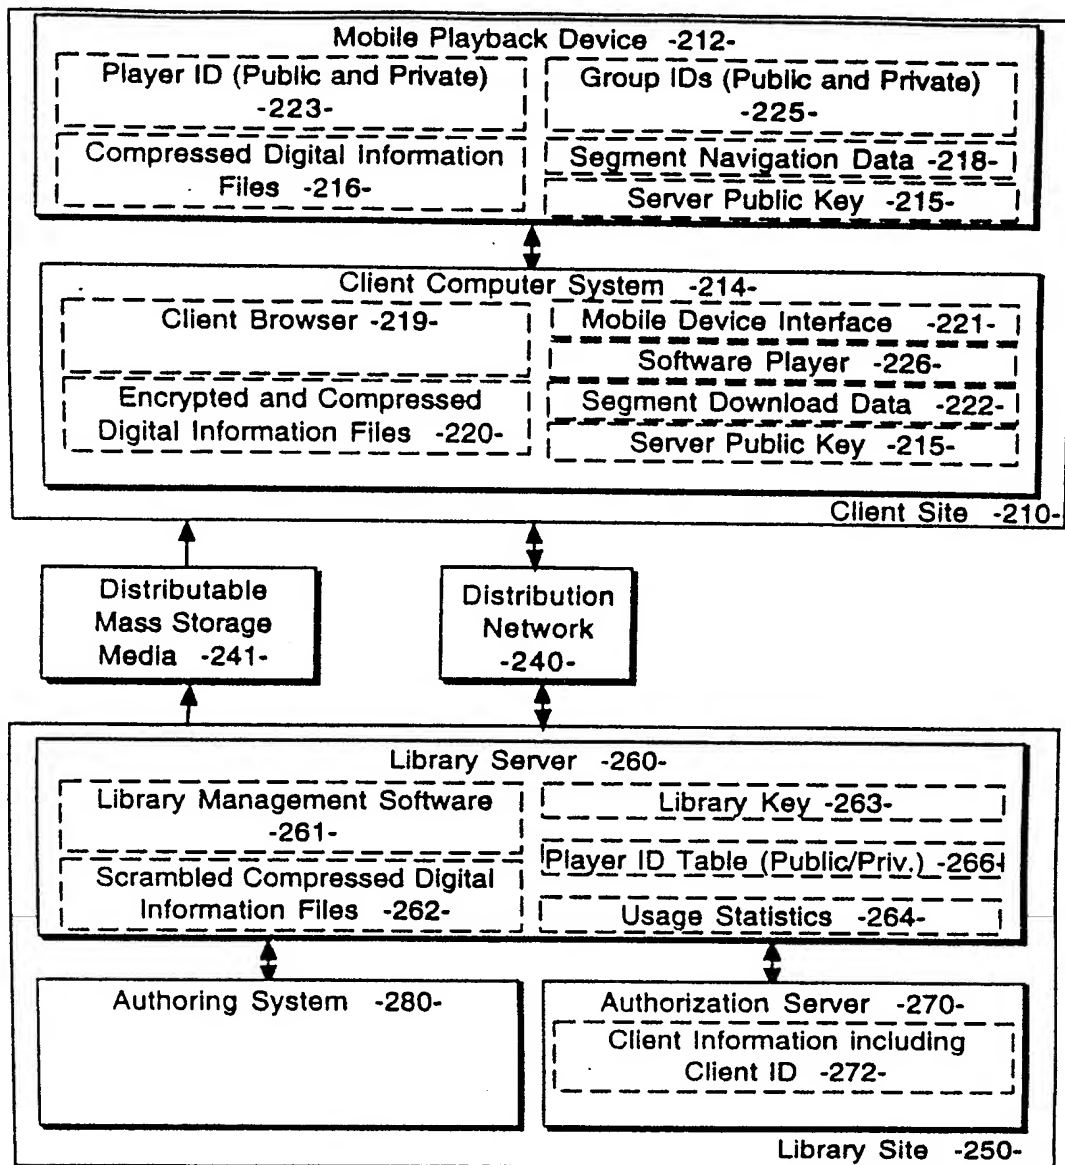 Mobile Playback Device -212-
Player ID (Public and Private)
-223-
Group IDs (Public and Private)
-225-
Compressed Digital Information
Files -216-
Segment Navigation Data -218-
Server Public Key -215-
Client Computer System -214-
Client Browser -219-
Mobile Device Interface -221-
Software Player -226-
Encrypted and Compressed
Digital Information Files -220-
Segment Download Data -222-
Server Public Key -215-
Client Site -210-
Distributable
Mass Storage
Media -241-
Distribution
Network
-240-
Library Server -260-
Library Management Software
-261-
Library Key -263-
Player ID Table (Public/Priv.) -266-
Scrambled Compressed Digital
Information Files -262-
Usage Statistics -264-
Authoring System -280-
Authorization Server -270-
Client Information including
Client ID -272-
Library Site -250-